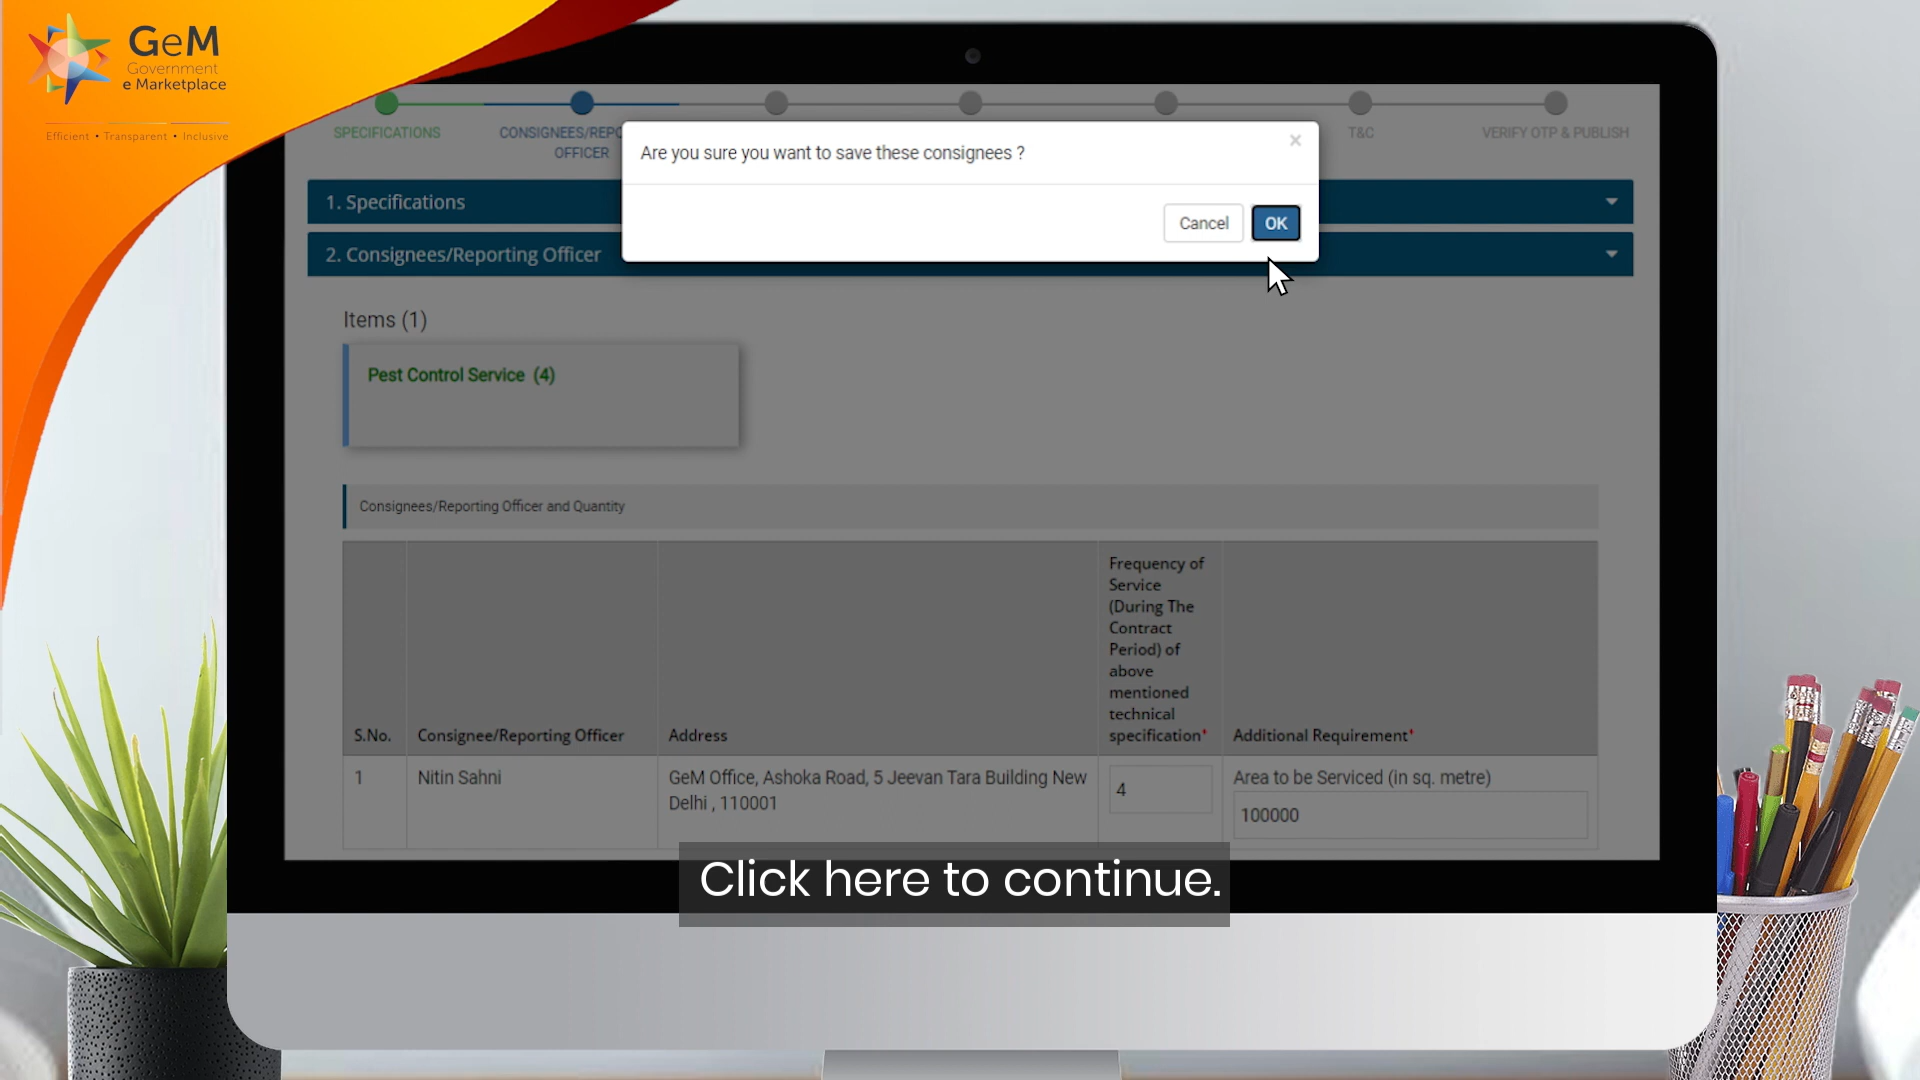 GeM
Government
e Marketplace
Efficient • Transparent • Inclusive
SPECIFICATIONS
CONSIGNEES/REPO
OFFICER
T&C
VERIFY OTP & PUBLISH
Are you sure you want to save these consignees ?
×
Cancel
OK
1. Specifications
2. Consignees/Reporting Officer
Items (1)
Pest Control Service (4)
Consignees/Reporting Officer and Quantity
S.No.
Consignee/Reporting Officer
Address
Frequency of
Service
(During The
Contract
Period) of
above
mentioned
technical
specification*
Additional Requirement*
1
Nitin Sahni
GeM Office, Ashoka Road, 5 Jeevan Tara Building New
Delhi , 110001
4
Area to be Serviced (in sq. metre)
100000
Click here to continue.